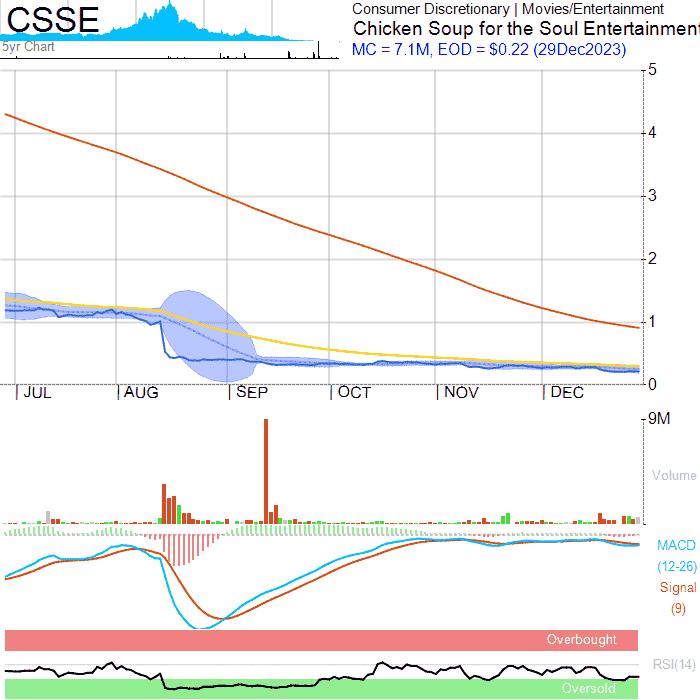 CSSE
5yr Chart
Consumer Discretionary | Movies/Entertainment
Chicken Soup for the Soul Entertainment
MC = 7.1M, EOD = $0.22 (29Dec2023)
5
4
3
2
1
0
JUL AUG SEP OCT NOV DEC
9M
Volume
MACD
(12-26)
Signal
(9)
Overbought
RSI(14)
Oversold